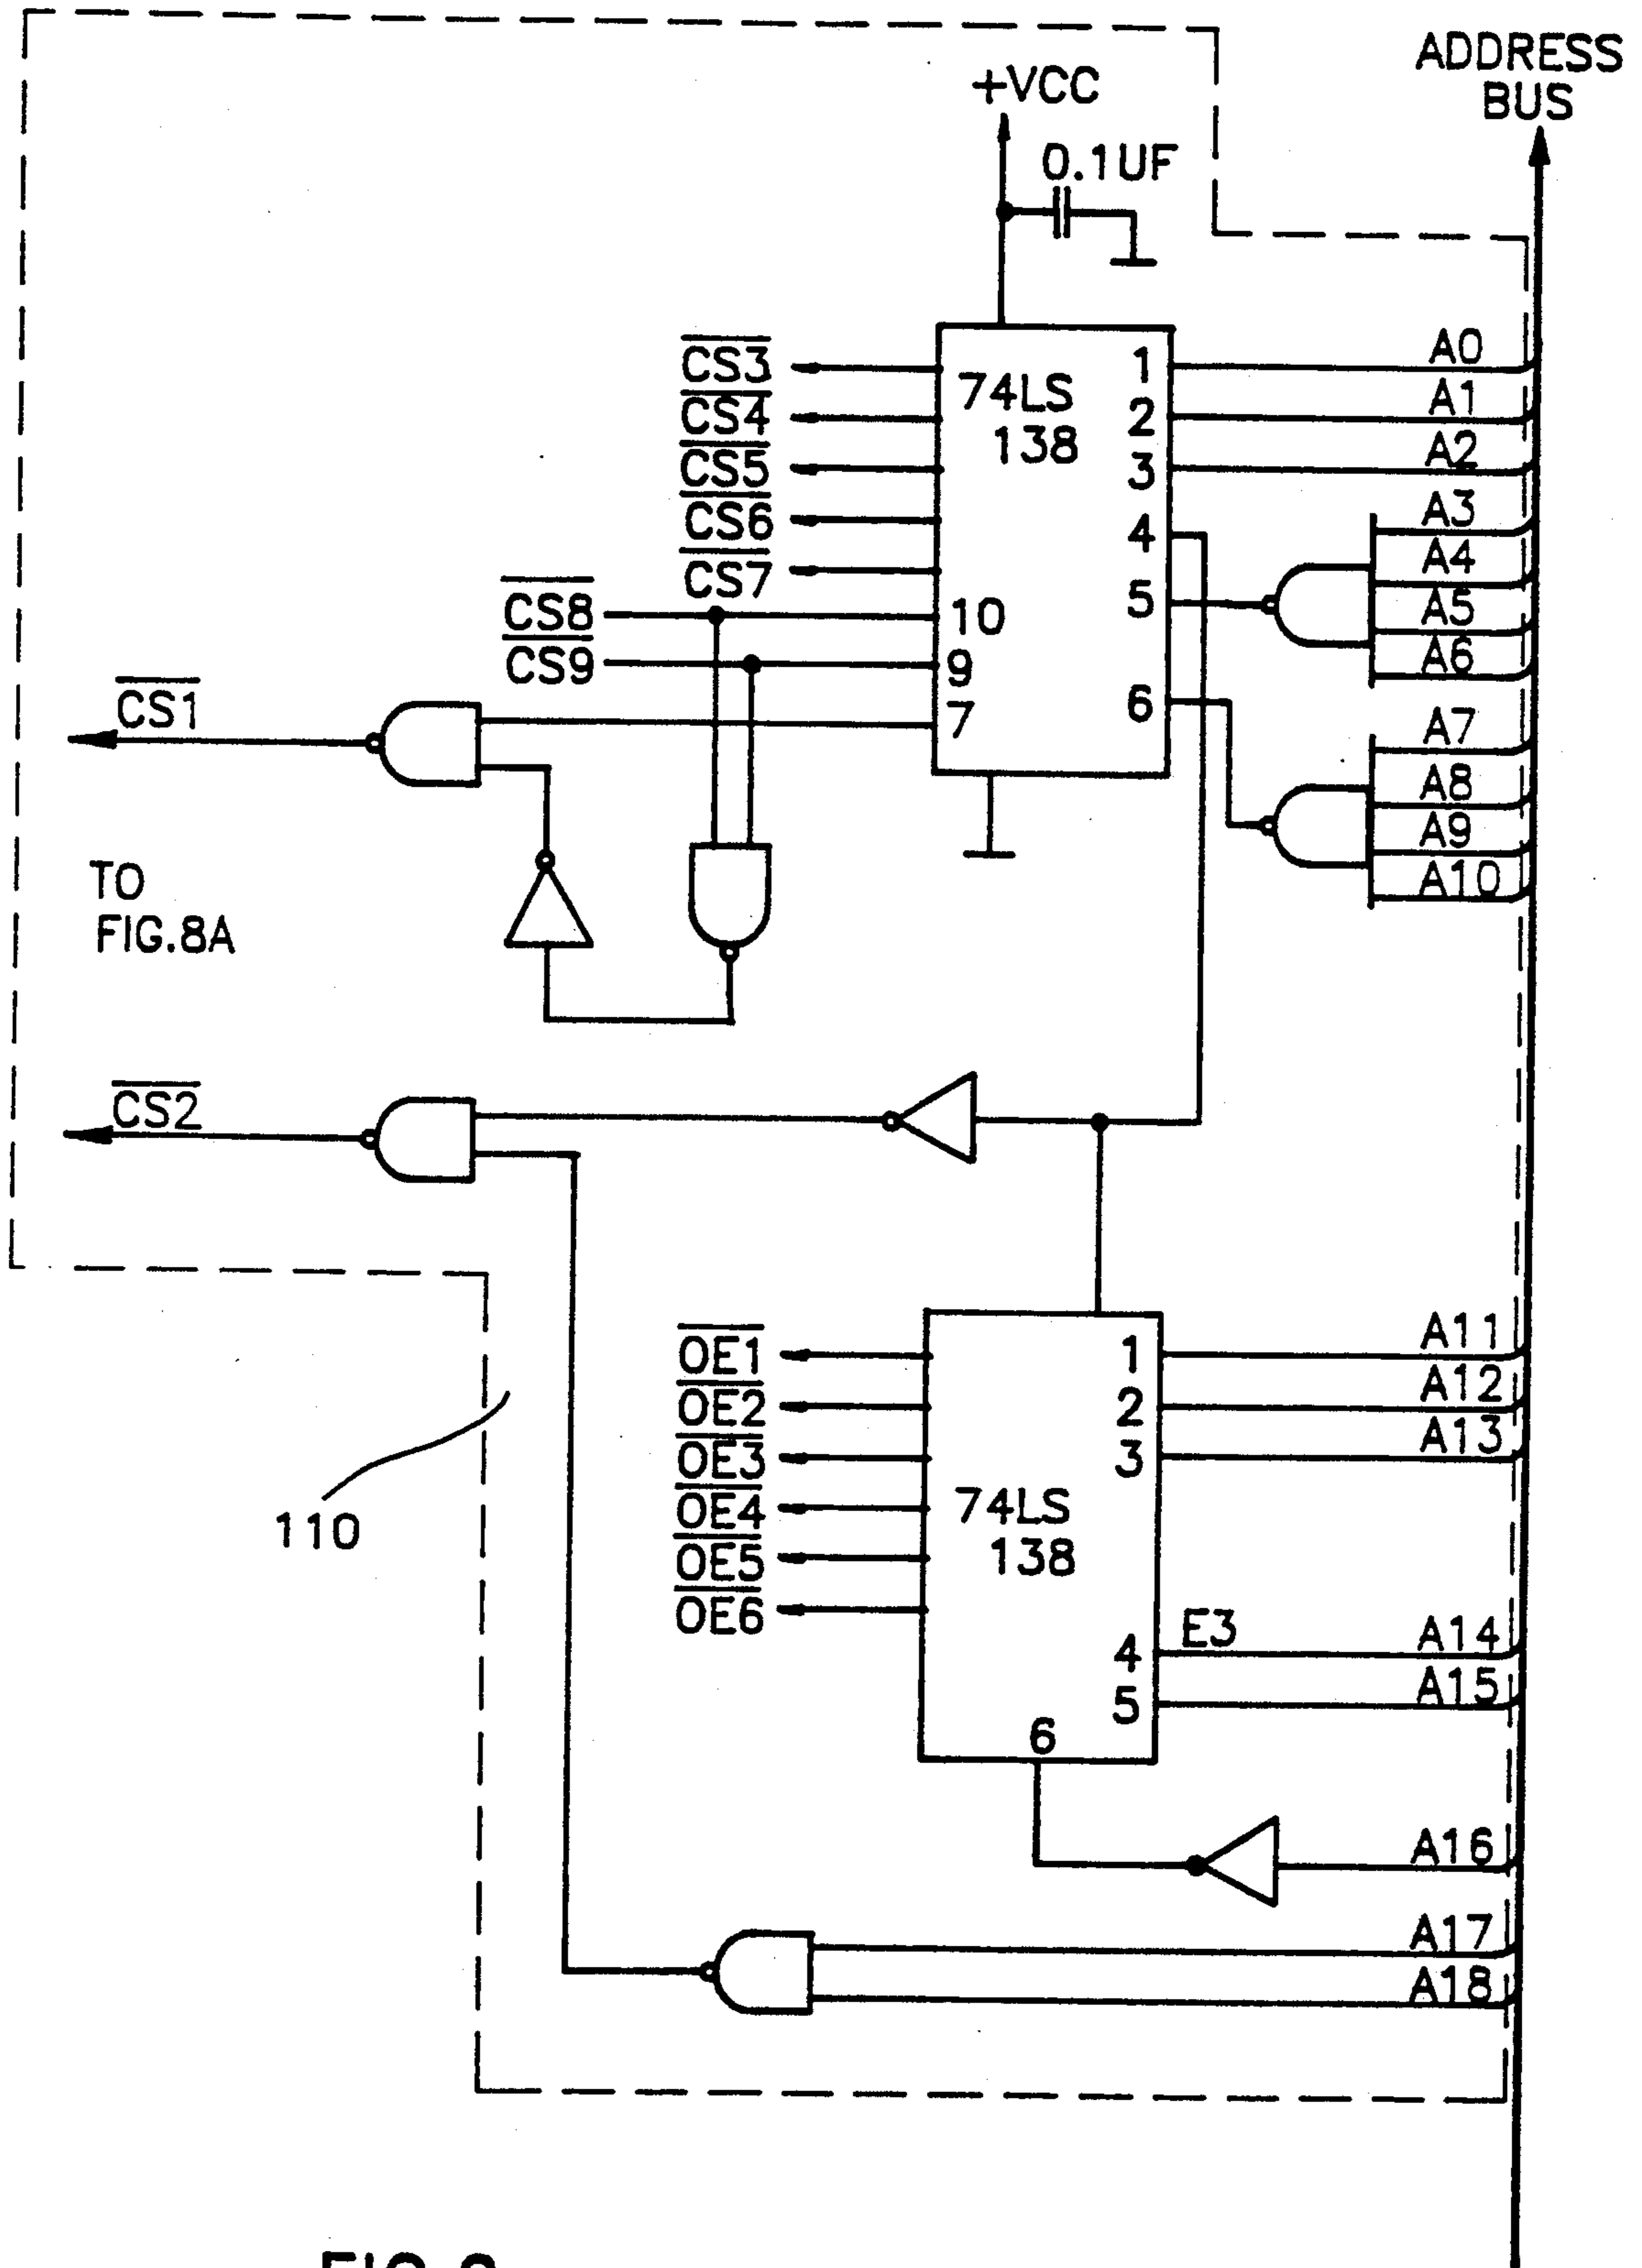 ADDRESS
BUS
+VCC
0.1UF
CS3
CS4
CS5
CS6
CS7
CS8
CS9
CS1
74LS
138
1
2
3
4
5
6
10
9
7
A0
A1
A2
A3
A4
A5
A6
A7
A8
A9
A10
TO
FIG.8A
CS2
OE1
OE2
OE3
OE4
OE5
OE6
74LS
138
1
2
3
E3
4
5
6
A11
A12
A13
A14
A15
A16
A17
A18
110